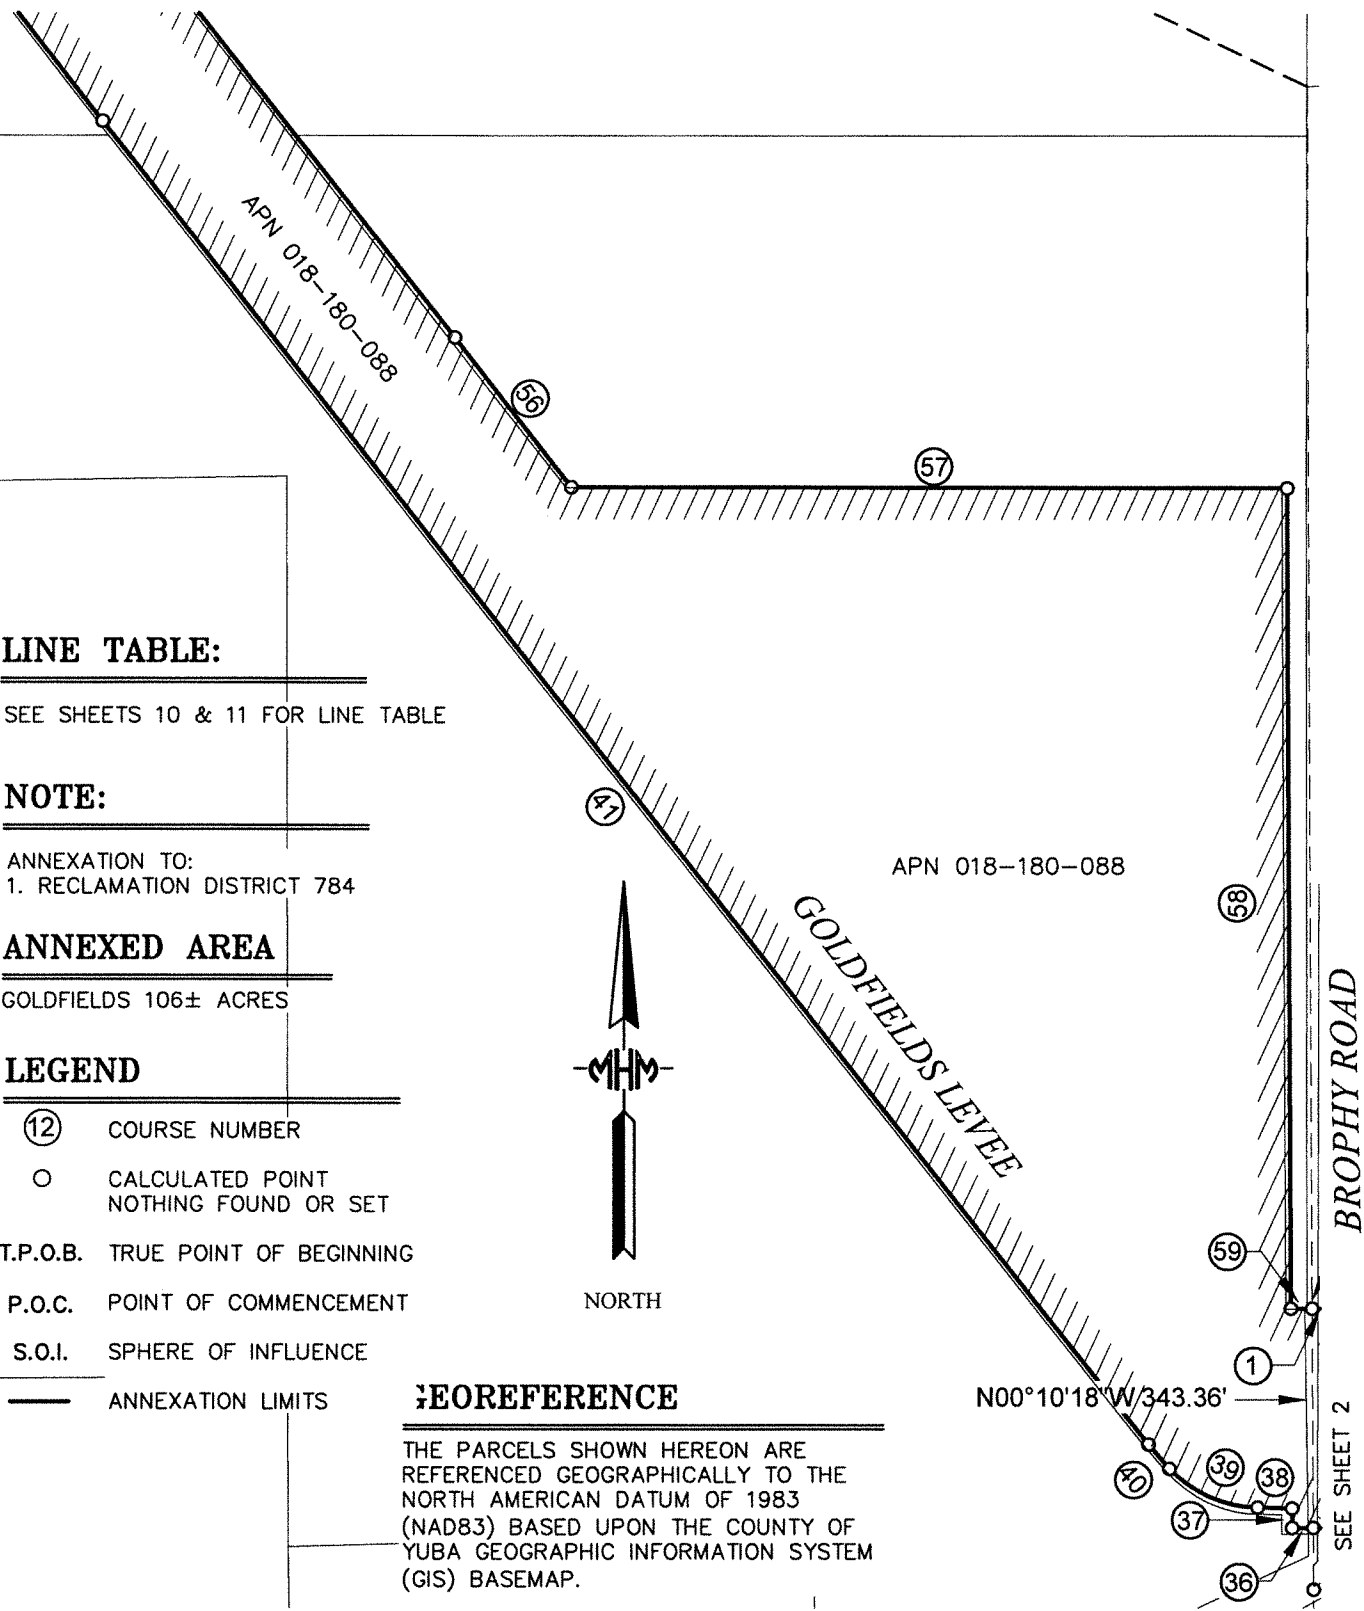 APN 018-180-088
56
57
LINE TABLE:
SEE SHEETS 10 & 11 FOR LINE TABLE
NOTE:
41
ANNEXATION TO:
1. RECLAMATION DISTRICT 784
APN 018-180-088
58
GOLDFIELDS LEVEE
ANNEXED AREA
GOLDFIELDS 106± ACRES
BROPHY ROAD
LEGEND
MHM
12 COURSE NUMBER
CALCULATED POINT
NOTHING FOUND OR SET
T.P.O.B. TRUE POINT OF BEGINNING
59
P.O.C. POINT OF COMMENCEMENT
NORTH
S.O.I. SPHERE OF INFLUENCE
1
ANNEXATION LIMITS
N00°10'18"W 343.36'
GEOREFERENCE
THE PARCELS SHOWN HEREON ARE
REFERENCED GEOGRAPHICALLY TO THE
NORTH AMERICAN DATUM OF 1983
(NAD83) BASED UPON THE COUNTY OF
YUBA GEOGRAPHIC INFORMATION SYSTEM
(GIS) BASEMAP.
40
39
38
37
36
SEE SHEET 2